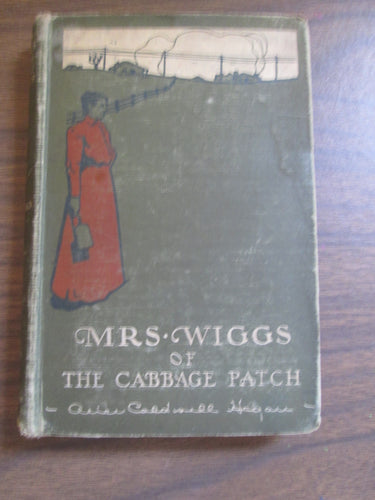 MRS·WIGGS
OF
THE CABBAGE PATCH
- Alice Caldwell Hegan -